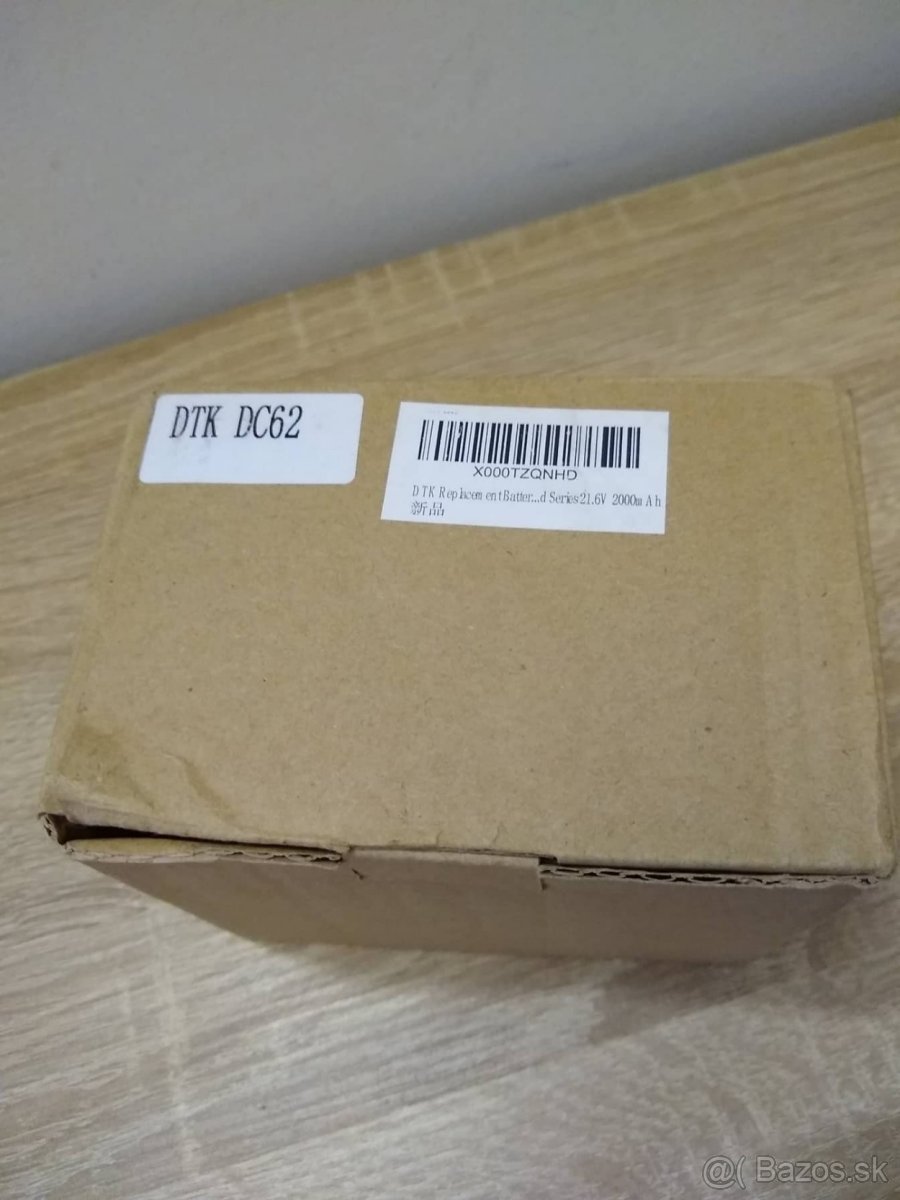 DTK DC62
X000TZQNHD
DTK Replacement Batter...d Series 21.6V 2000mAh
新品
@( Bazos.sk